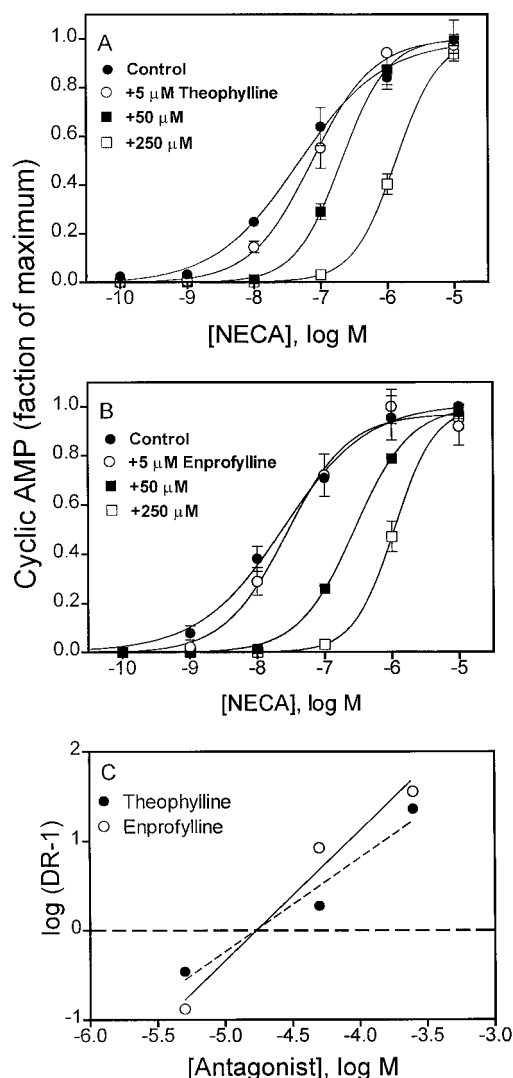 A
Control
+5 μM Theophylline
+50 μM
+250 μM
1.0
0.8
0.6
0.4
0.2
0.0
-10 -9 -8 -7 -6 -5
[NECA], log M
Cyclic AMP (faction of maximum)
B
Control
+5 μM Enprofylline
+50 μM
+250 μM
1.0
0.8
0.6
0.4
0.2
0.0
-10 -9 -8 -7 -6 -5
[NECA], log M
C
Theophylline
Enprofylline
2
1
0
-1
log (DR-1)
-6.0 -5.5 -5.0 -4.5 -4.0 -3.5 -3.0
[Antagonist], log M